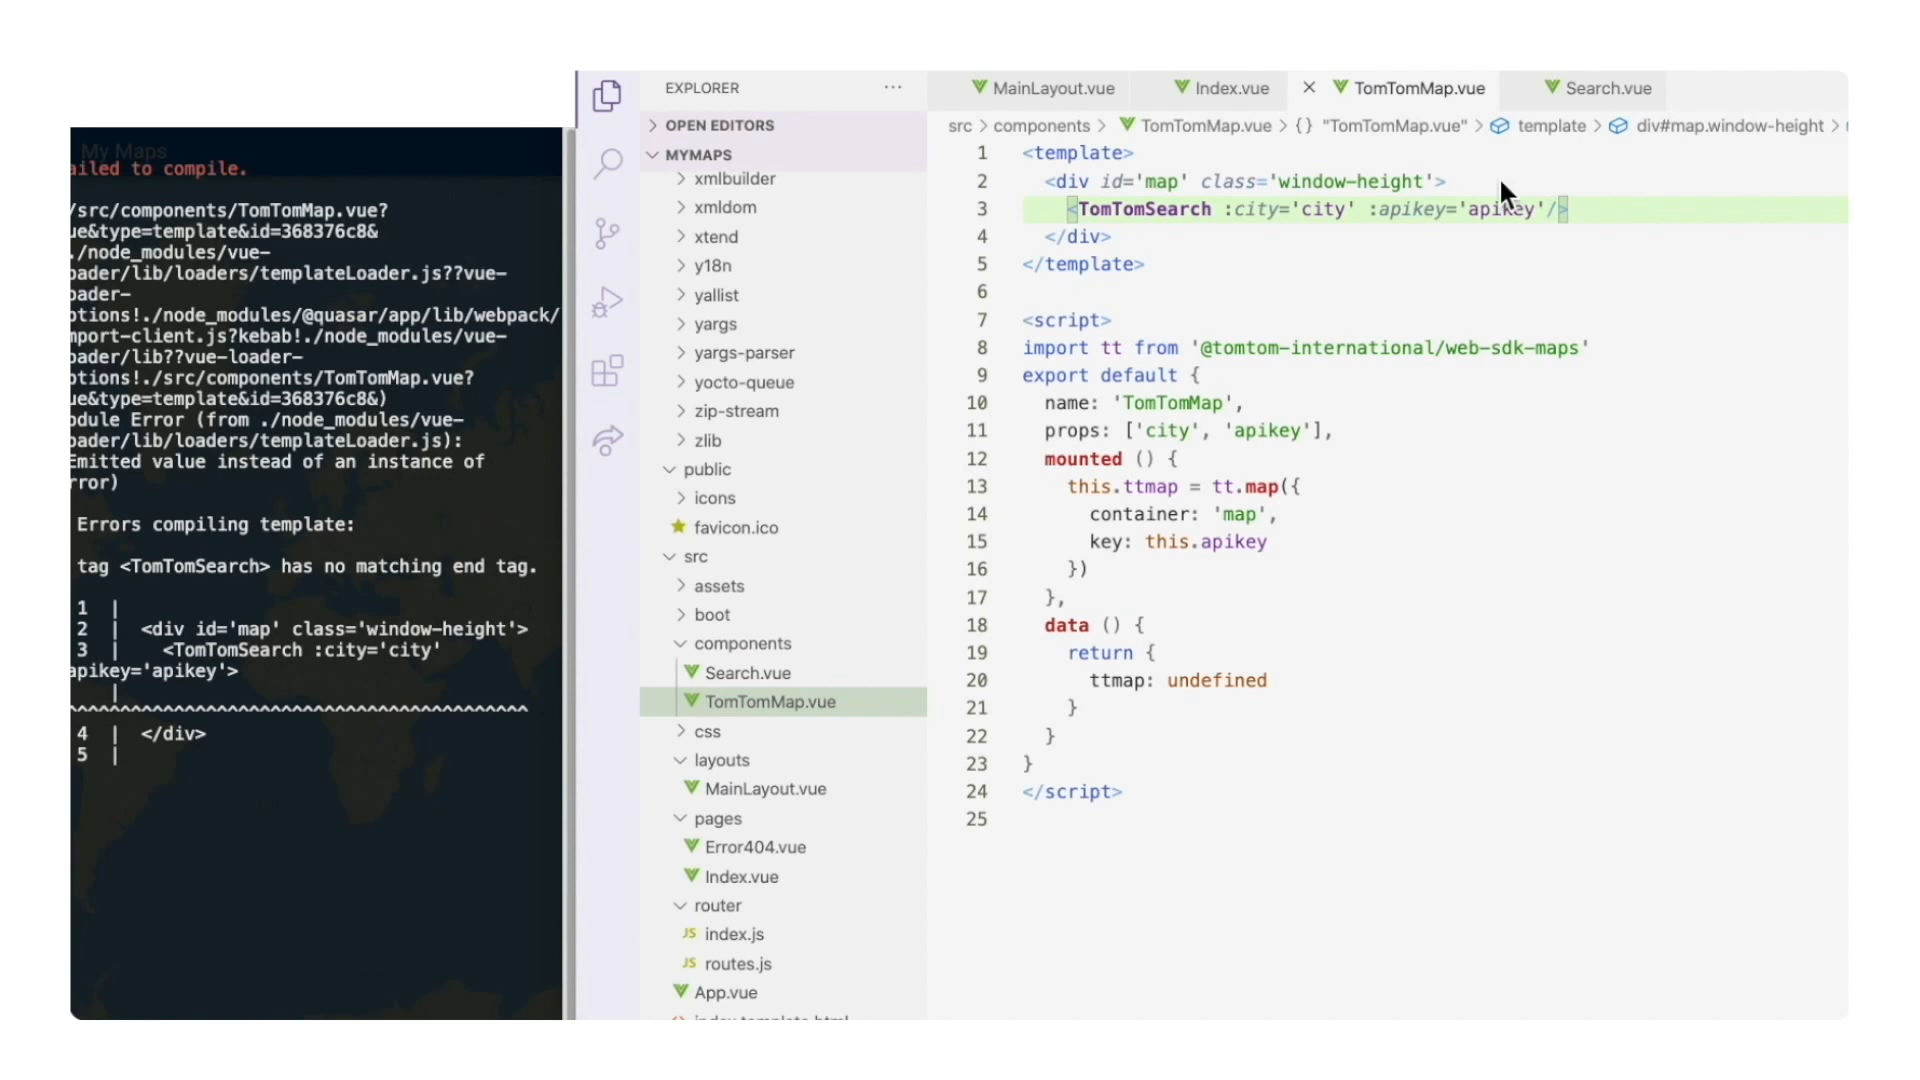 My Maps
ailed to compile.
/src/components/TomTomMap.vue?
ue&type=template&id=368376c8&
./node_modules/vue-
oader/lib/loaders/templateLoader.js??vue-
oader-
ptions!./node_modules/@quasar/app/lib/webpack/
mport-client.js?kebab!./node_modules/vue-
oader/lib??vue-loader-
ptions!./src/components/TomTomMap.vue?
ue&type=template&id=368376c8&)
odule Error (from ./node_modules/vue-
oader/lib/loaders/templateLoader.js):
Emitted value instead of an instance of
rror)
Errors compiling template:
tag <TomTomSearch> has no matching end tag.
1 |
2 | <div id='map' class='window-height'>
3 | <TomTomSearch :city='city'
apikey='apikey'>
|
^^^^^^^^^^^^^^^^^^^^^^^^^^^^^^^^^^^^^^^^^
4 | </div>
5 |
EXPLORER ...
OPEN EDITORS
MYMAPS
xmlbuilder
xmldom
xtend
y18n
yallist
yargs
yargs-parser
yocto-queue
zip-stream
zlib
public
icons
favicon.ico
src
assets
boot
components
Search.vue
TomTomMap.vue
css
layouts
MainLayout.vue
pages
Error404.vue
Index.vue
router
JS index.js
JS routes.js
App.vue
index.template.html
MainLayout.vue Index.vue TomTomMap.vue Search.vue
src > components > TomTomMap.vue > {} "TomTomMap.vue" > template > div#map.window-height >
1 <template>
2 <div id='map' class='window-height'>
3 <TomTomSearch :city='city' :apikey='apikey'/>
4 </div>
5 </template>
6
7 <script>
8 import tt from '@tomtom-international/web-sdk-maps'
9 export default {
10 name: 'TomTomMap',
11 props: ['city', 'apikey'],
12 mounted () {
13 this.ttmap = tt.map({
14 container: 'map',
15 key: this.apikey
16 })
17 },
18 data () {
19 return {
20 ttmap: undefined
21 }
22 }
23 }
24 </script>
25